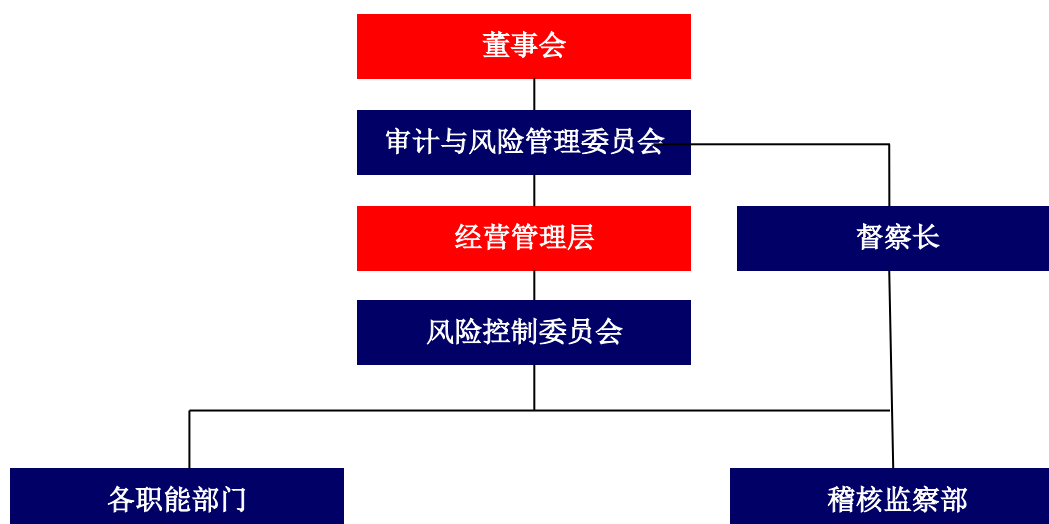 董事会
审计与风险管理委员会
经营管理层
督察长
风险控制委员会
各职能部门
稽核监察部